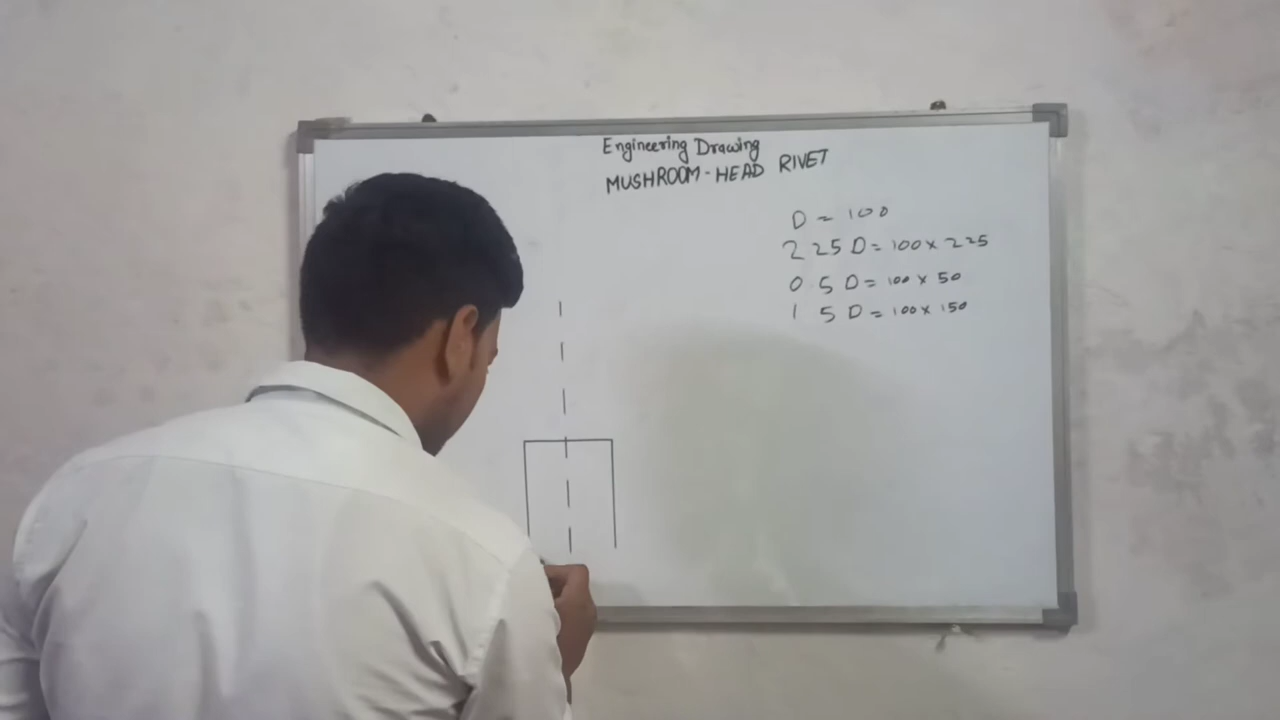 Engineering Drawing
MUSHROOM-HEAD RIVET
D = 100
2 25 D = 100 x 225
0 5 D = 100 x 50
1 5 D = 100 x 150